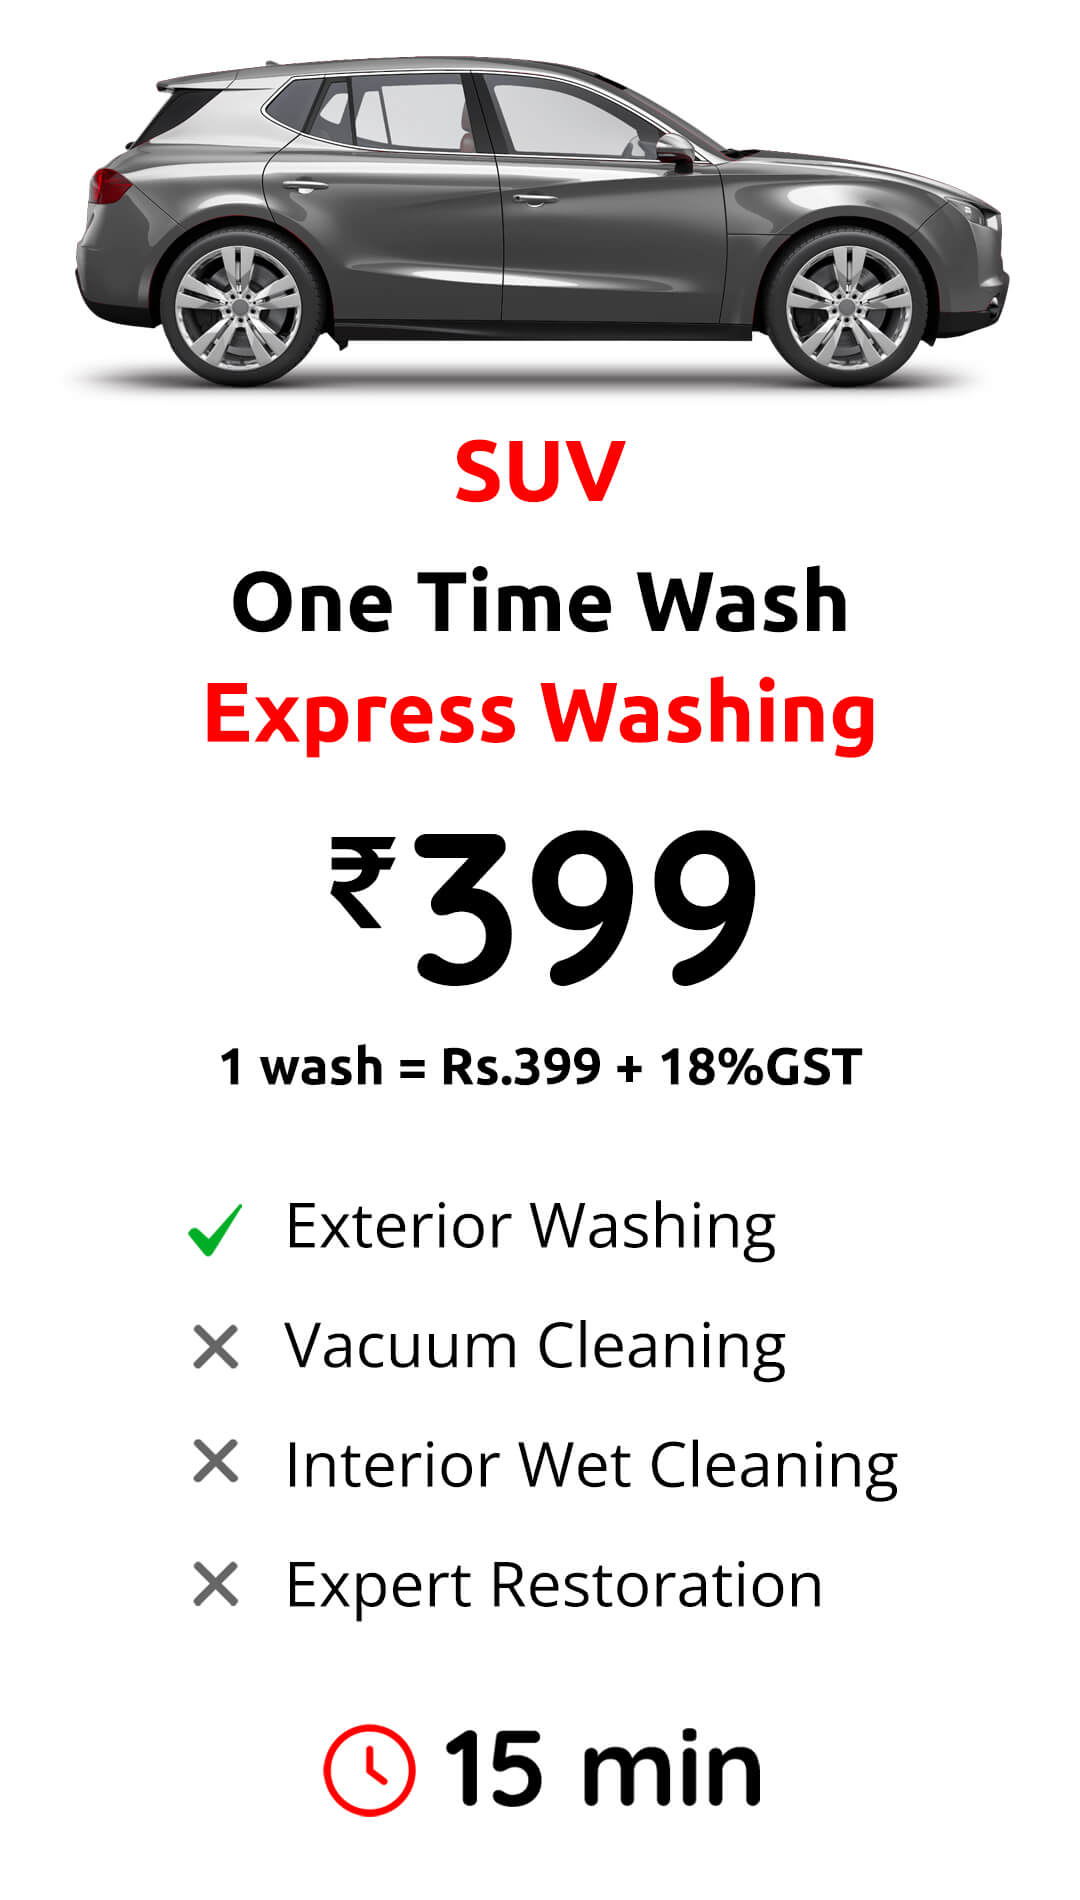 SUV
One Time Wash
Express Washing
₹399
1 wash = Rs.399 + 18%GST
Exterior Washing
Vacuum Cleaning
Interior Wet Cleaning
Expert Restoration
15 min